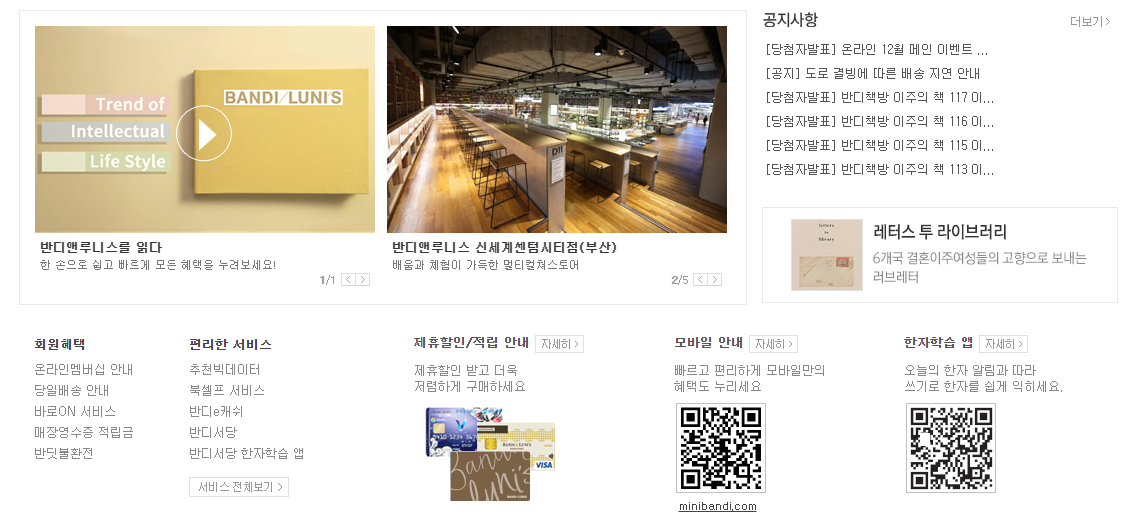 Trend of
Intellectual
Life Style
BANDI/LUNI'S
반디앤루니스를 읽다
한 손으로 쉽고 빠르게 모든 혜택을 누려보세요!
1/1
반디앤루니스 신세계센텀시티점(부산)
배움과 체험이 가득한 멀티컬쳐스토어
2/5
공지사항
더보기
[당첨자발표] 온라인 12월 메인 이벤트 ...
[공지] 도로 결빙에 따른 배송 지연 안내
[당첨자발표] 반디책방 이주의 책 117 이...
[당첨자발표] 반디책방 이주의 책 116 이...
[당첨자발표] 반디책방 이주의 책 115 이...
[당첨자발표] 반디책방 이주의 책 113 이...
letters
to
library
레터스 투 라이브러리
6개국 결혼이주여성들의 고향으로 보내는
러브레터
회원혜택
온라인멤버십 안내
당일배송 안내
바로ON 서비스
매장영수증 적립금
반딧불환전
편리한 서비스
추천빅데이터
북셀프 서비스
반디e캐쉬
반디서당
반디서당 한자학습 앱
서비스 전체보기
제휴할인/적립 안내
자세히
제휴할인 받고 더욱
저렴하게 구매하세요
BANDI/LUNI'S
VISA
Bandi
Luni's
BANDI/LUNI'S
모바일 안내
자세히
빠르고 편리하게 모바일만의
혜택도 누리세요
minibandi.com
한자학습 앱
자세히
오늘의 한자 알림과 따라
쓰기로 한자를 쉽게 익히세요.